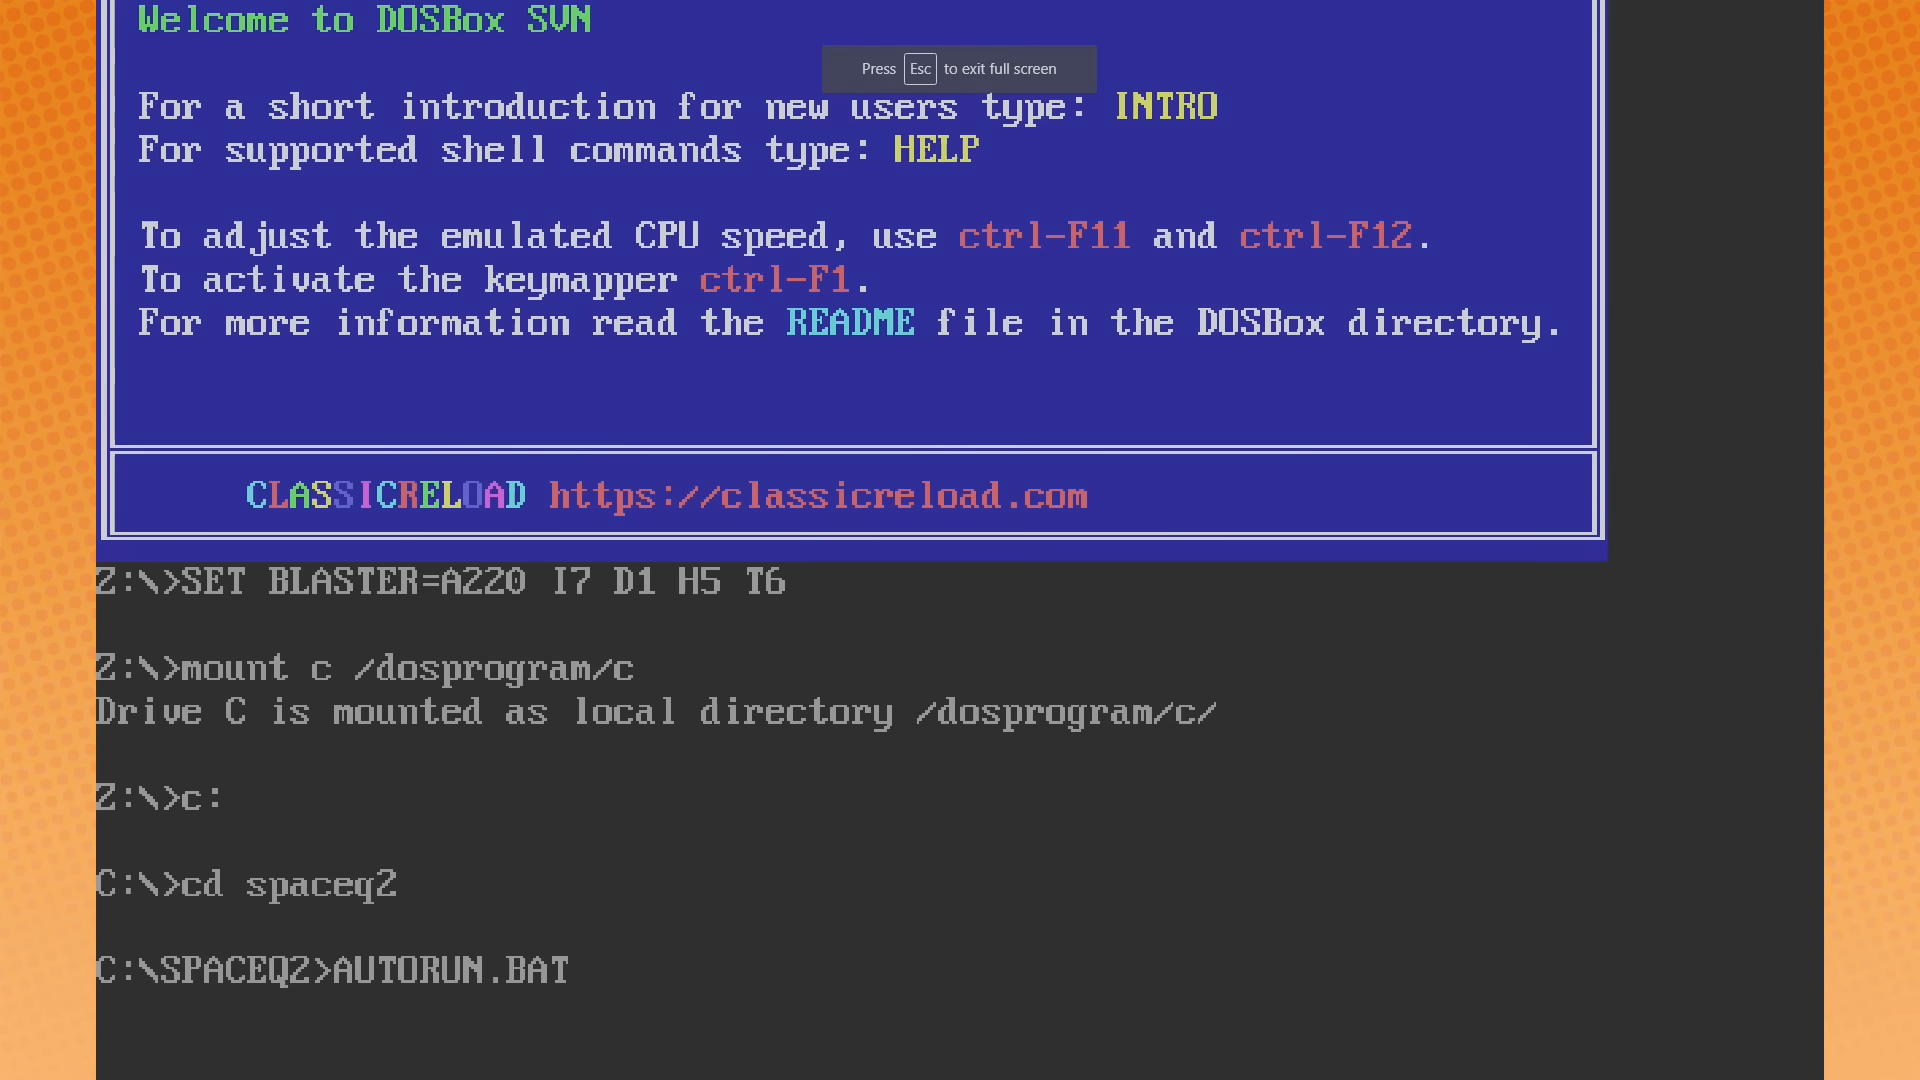 Welcome to DOSBox SVN
Press Esc to exit full screen
For a short introduction for new users type: INTRO
For supported shell commands type: HELP
To adjust the emulated CPU speed, use ctrl-F11 and ctrl-F12.
To activate the keymapper ctrl-F1.
For more information read the README file in the DOSBox directory.
CLASSICRELOAD https://classicreload.com
Z:\>SET BLASTER=A220 I7 D1 H5 T6
Z:\>mount c /dosprogram/c
Drive C is mounted as local directory /dosprogram/c/
Z:\>c:
C:\>cd spaceq2
C:\SPACEQ2>AUTORUN.BAT